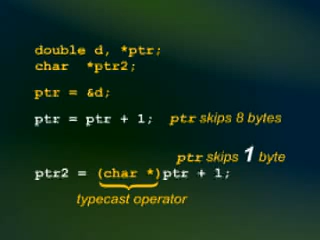 double d, *ptr;
char *ptr2;
ptr = &d;
ptr = ptr + 1; ptr skips 8 bytes
ptr skips 1 byte
ptr2 = (char *)ptr + 1;
typecast operator